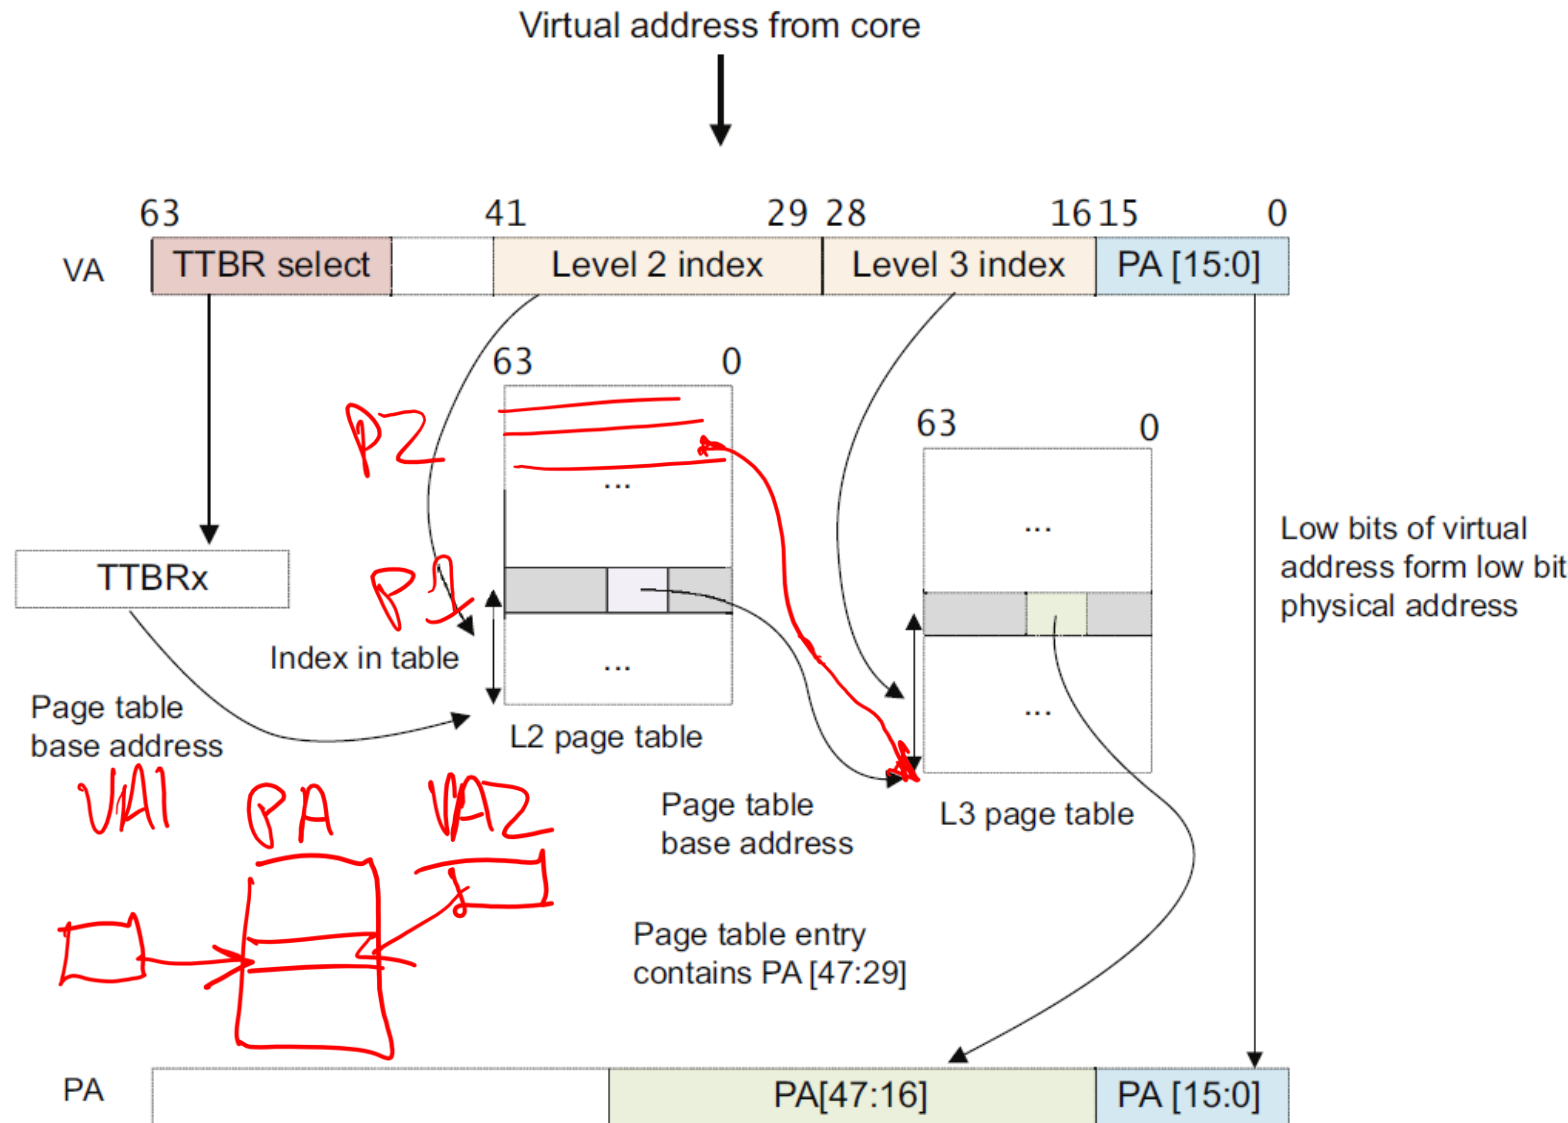 Virtual address from core
63 41 29 28 16 15 0
VA TTBR select Level 2 index Level 3 index PA [15:0]
63 0
63 0
P2
...
...
Low bits of virtual
address form low bit
physical address
TTBRx
P1
Index in table
...
...
Page table
base address
L2 page table
VA1 PA VA2
Page table
base address
L3 page table
Page table entry
contains PA [47:29]
PA PA[47:16] PA [15:0]